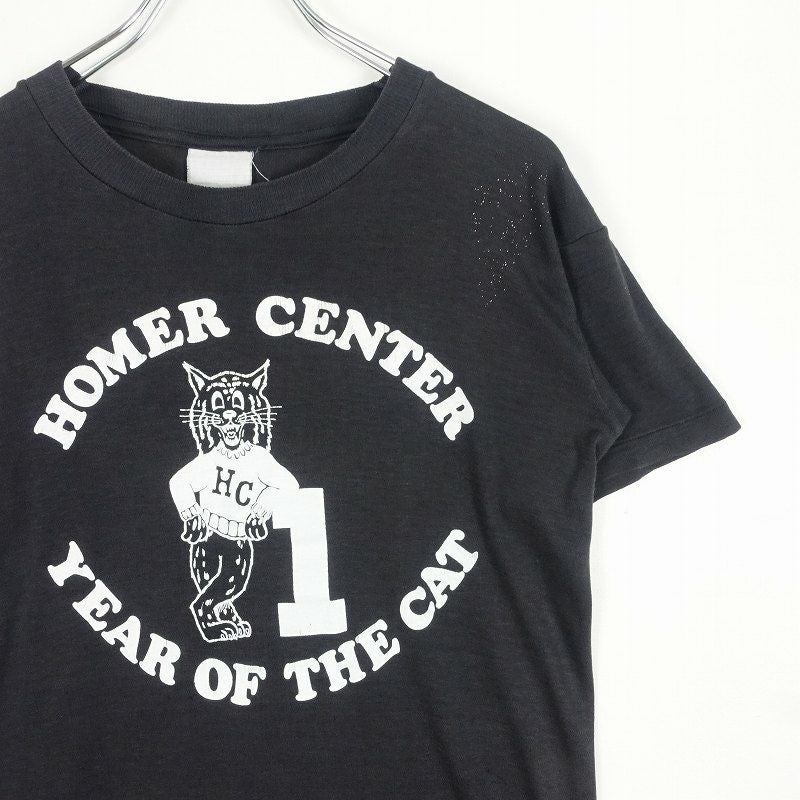 HOMER CENTER
HC
1
YEAR OF THE CAT